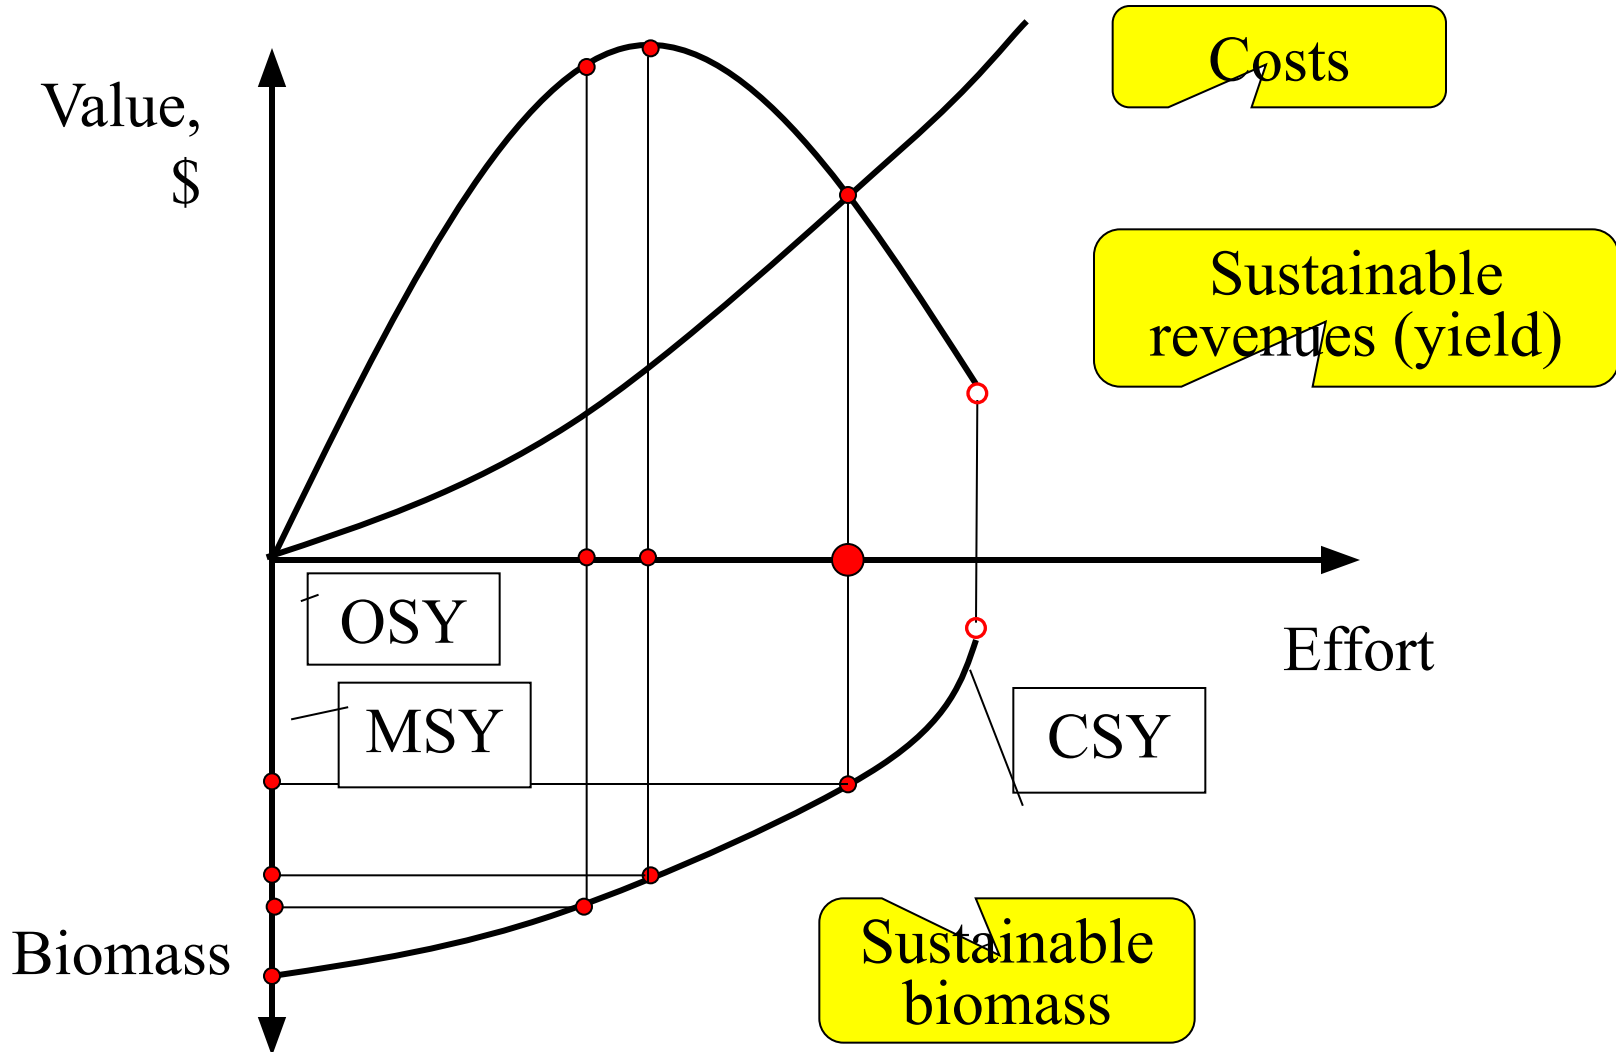 Costs
Value,
$
Sustainable
revenues (yield)
OSY
Effort
MSY
CSY
Biomass
Sustainable
biomass